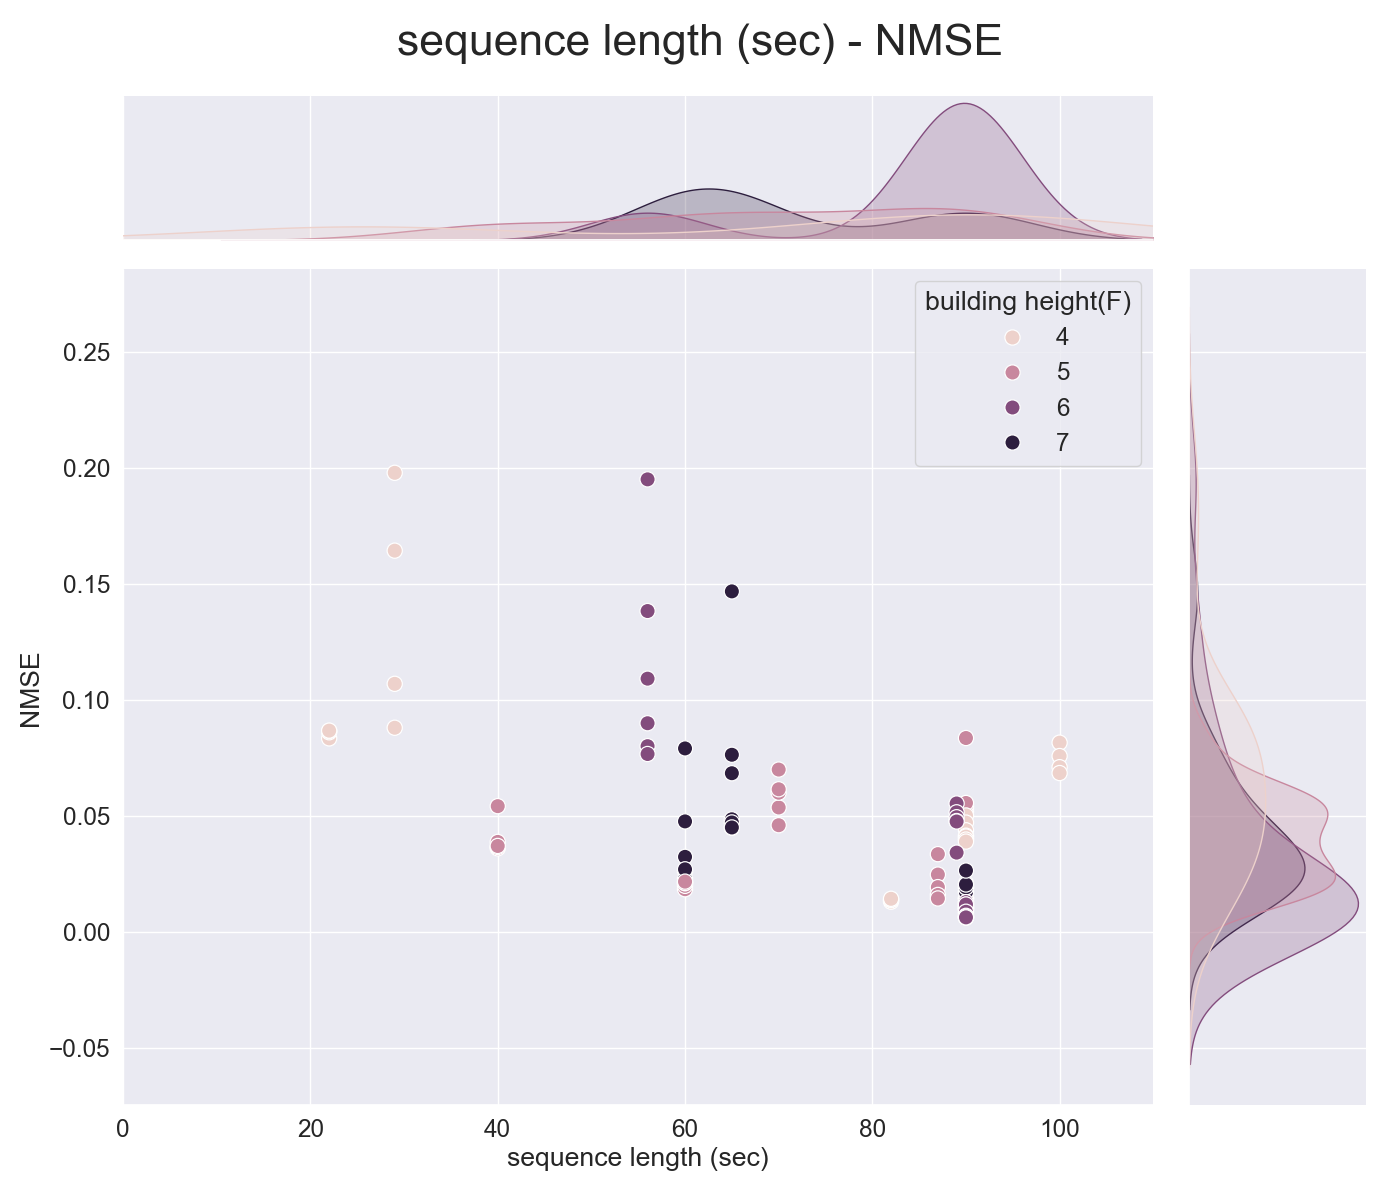 sequence length (sec) - NMSE
building height(F)
4
5
6
7
0.25
0.20
0.15
0.10
0.05
0.00
−0.05
NMSE
0 20 40 60 80 100
sequence length (sec)